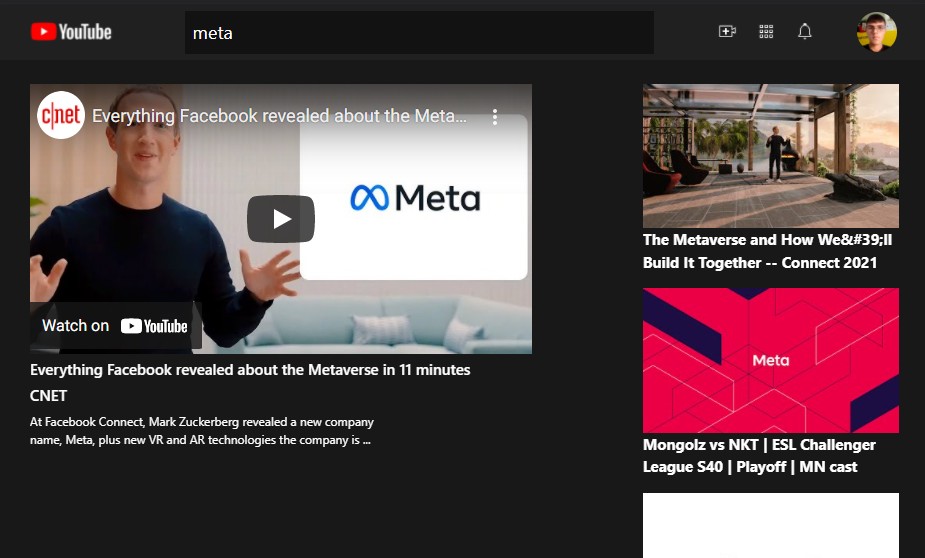 YouTube
meta
c|net
Everything Facebook revealed about the Meta...
Meta
Watch on YouTube
Everything Facebook revealed about the Metaverse in 11 minutes
CNET
At Facebook Connect, Mark Zuckerberg revealed a new company
name, Meta, plus new VR and AR technologies the company is ...
The Metaverse and How We&#39;ll
Build It Together -- Connect 2021
Meta
Mongolz vs NKT | ESL Challenger
League S40 | Playoff | MN cast